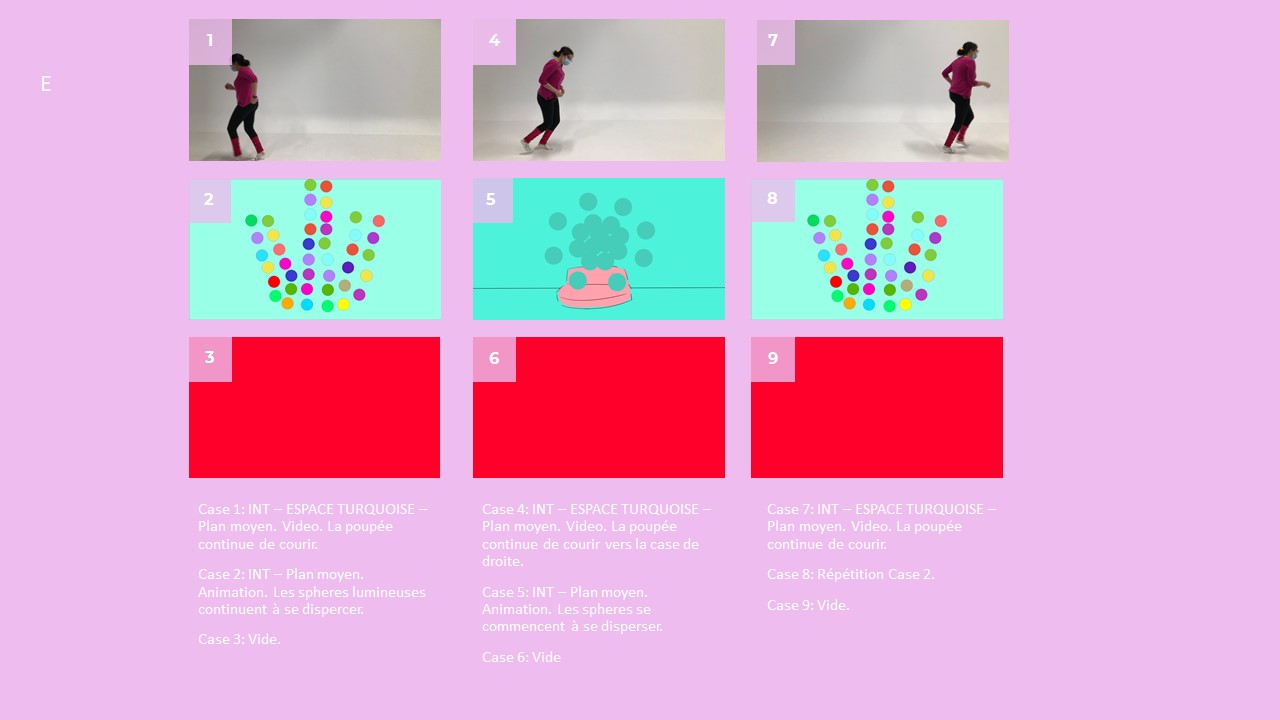 E
1
4
7
2
5
8
3
6
9
Case 1: INT – ESPACE TURQUOISE –
Plan moyen. Video. La poupée
continue de courir.
Case 2: INT – Plan moyen.
Animation. Les spheres lumineuses
continuent à se dispercer.
Case 3: Vide.
Case 4: INT – ESPACE TURQUOISE –
Plan moyen. Video. La poupée
continue de courir vers la case de
droite.
Case 5: INT – Plan moyen.
Animation. Les spheres se
commencent à se disperser.
Case 6: Vide
Case 7: INT – ESPACE TURQUOISE –
Plan moyen. Video. La poupée
continue de courir.
Case 8: Répétition Case 2.
Case 9: Vide.